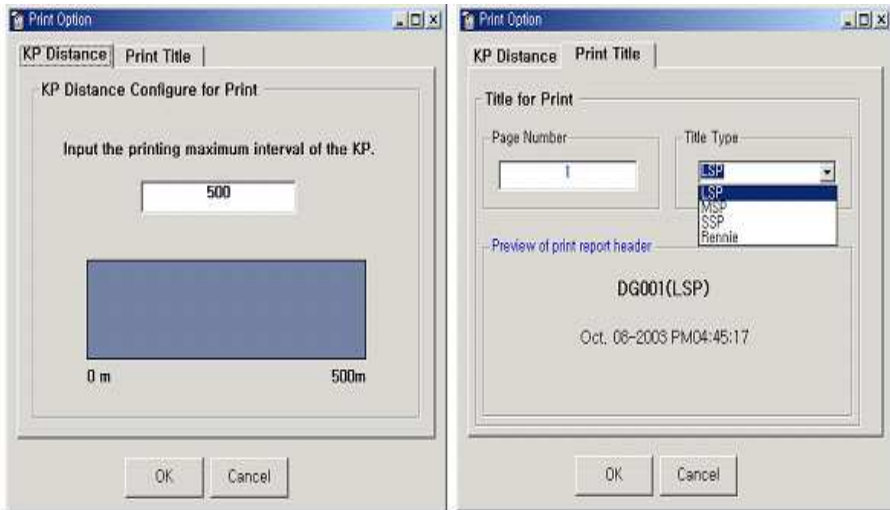 Print Option
KP Distance Print Title
KP Distance Configure for Print
Input the printing maximum interval of the KP.
500
0 m 500m
OK Cancel
Print Option
KP Distance Print Title
Title for Print
Page Number Title Type
1 LSP
LSP
MSP
SSP
Rennie
Preview of print report header
DG001(LSP)
Oct, 08-2003 PM04:45:17
OK Cancel